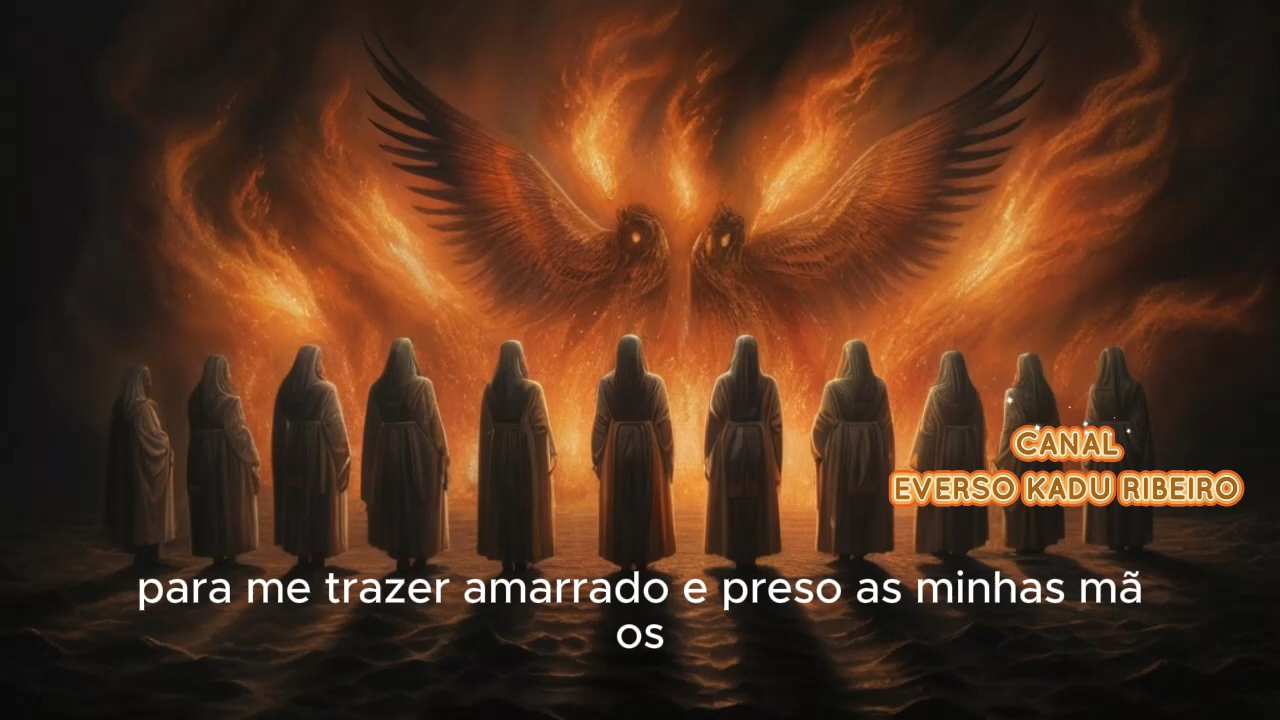 CANAL
EVERSO KADU RIBEIRO
para me trazer amarrado e preso as minhas mã
os